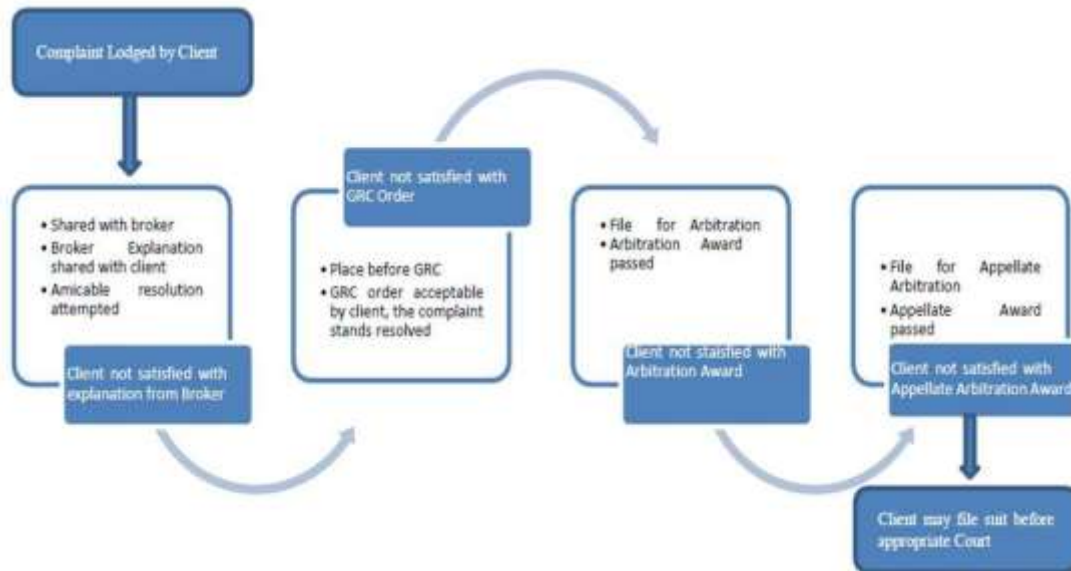 Complaint Lodged by Client
• Shared with broker
• Broker Explanation
shared with client
• Amicable resolution
attempted
Client not satisfied with
explanation from Broker
Client not satisfied with
GRC Order
• Place before GRC
• GRC order acceptable
by client, the complaint
stands resolved
• File for Arbitration
• Arbitration Award
passed
Client not staisfied with
Arbitration Award
• File for Appellate
Arbitration
• Appellate Award
passed
Client not satisfied with
Appellate Arbitration Award
Client may file suit before
appropriate Court